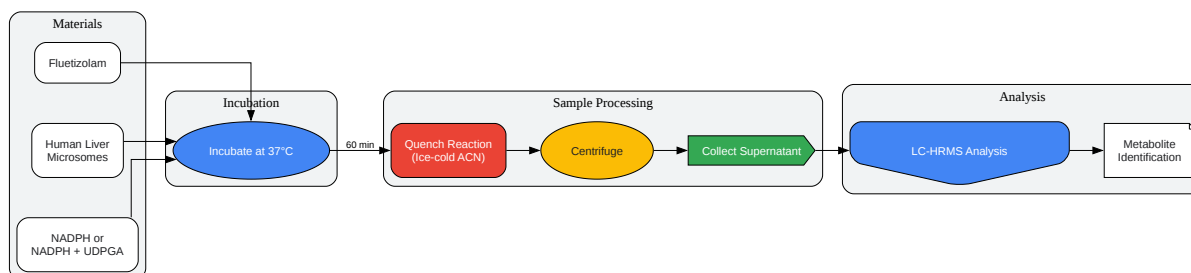 Materials
Fluetizolam
Human Liver
Microsomes
NADPH or
NADPH + UDPGA
Incubation
Incubate at 37°C
60 min
Sample Processing
Quench Reaction
(Ice-cold ACN)
Centrifuge
Collect Supernatant
Analysis
LC-HRMS Analysis
Metabolite
Identification